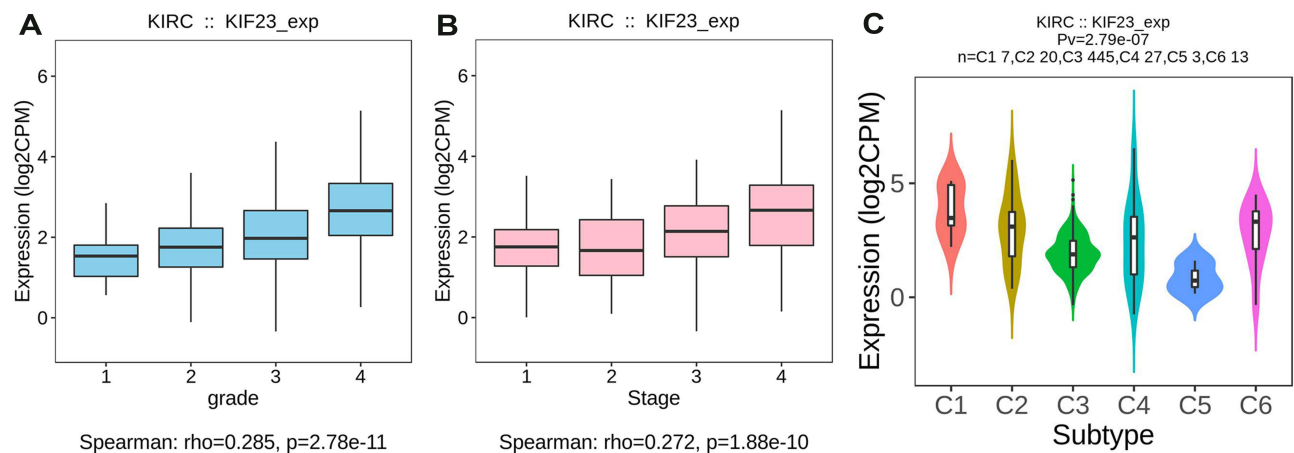 A
KIRC :: KIF23_exp
Expression (log2CPM)
6
4
2
0
1 2 3 4
grade
Spearman: rho=0.285, p=2.78e-11
B
KIRC :: KIF23_exp
Expression (log2CPM)
6
4
2
0
1 2 3 4
Stage
Spearman: rho=0.272, p=1.88e-10
C
KIRC :: KIF23_exp
Pv=2.79e-07
n=C1 7,C2 20,C3 445,C4 27,C5 3,C6 13
Expression (log2CPM)
5
0
C1 C2 C3 C4 C5 C6
Subtype